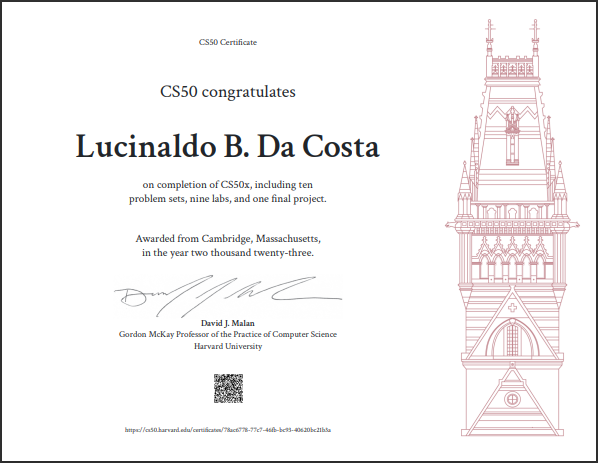 CS50 Certificate
CS50 congratulates
Lucinaldo B. Da Costa
on completion of CS50x, including ten
problem sets, nine labs, and one final project.
Awarded from Cambridge, Massachusetts,
in the year two thousand twenty-three.
David J. Malan
Gordon McKay Professor of the Practice of Computer Science
Harvard University
https://cs50.harvard.edu/certificates/78ac6778-77c7-46fb-bc93-40620bc21b5a